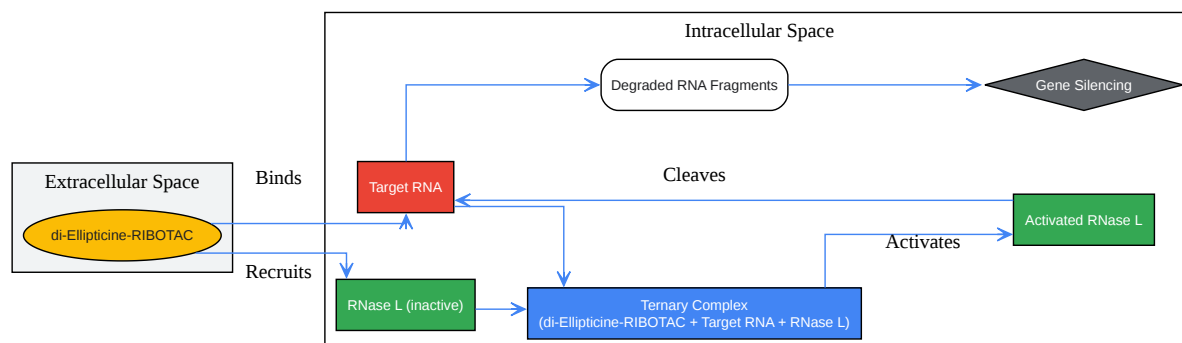 Intracellular Space
Degraded RNA Fragments
Gene Silencing
Extracellular Space
Binds
Target RNA
Cleaves
di-Ellipticine-RIBOTAC
Activated RNase L
Activates
Recruits
RNase L (inactive)
Ternary Complex
(di-Ellipticine-RIBOTAC + Target RNA + RNase L)